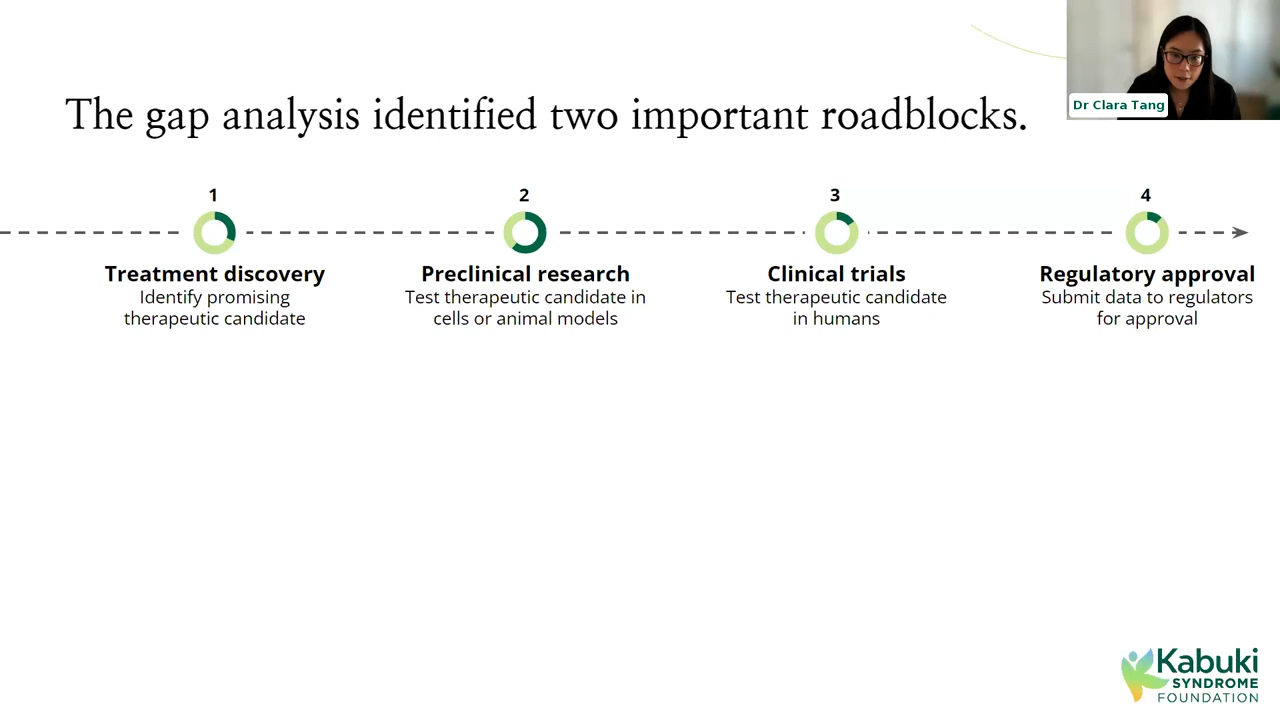 Dr Clara Tang
The gap analysis identified two important roadblocks.
1
Treatment discovery
Identify promising
therapeutic candidate
2
Preclinical research
Test therapeutic candidate in
cells or animal models
3
Clinical trials
Test therapeutic candidate
in humans
4
Regulatory approval
Submit data to regulators
for approval
Kabuki
SYNDROME
FOUNDATION